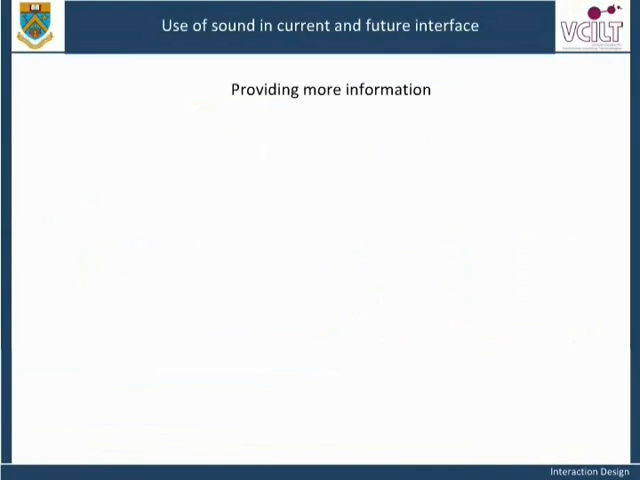 Use of sound in current and future interface
VCILT
Providing more information
Interaction Design